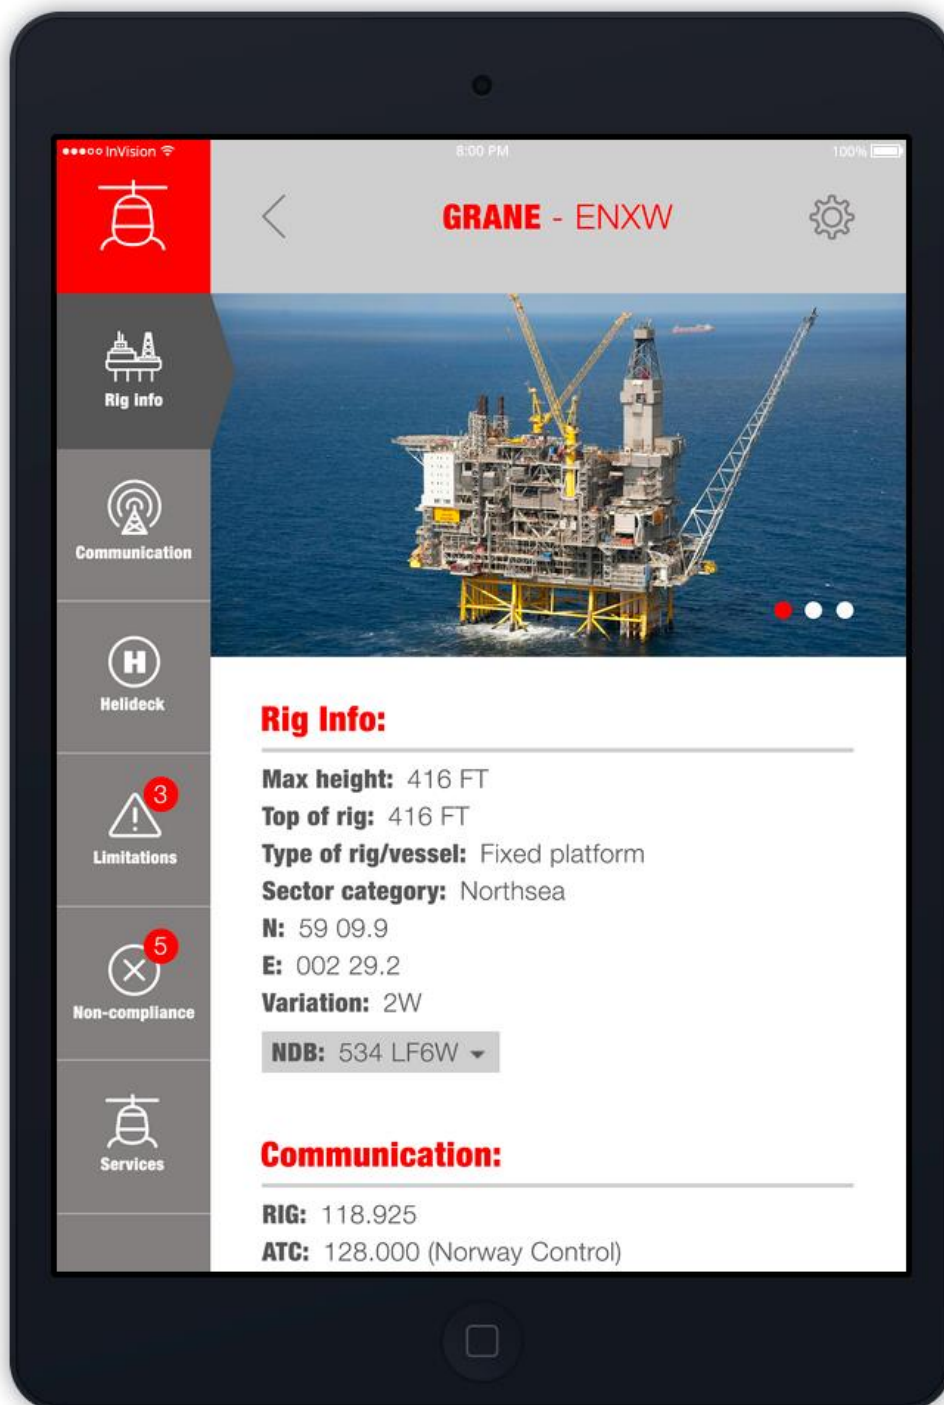 InVision
8:00 PM
100%
GRANE - ENXW
Rig info
Communication
Helideck
3
Limitations
5
Non-compliance
Services
Rig Info:
Max height: 416 FT
Top of rig: 416 FT
Type of rig/vessel: Fixed platform
Sector category: Northsea
N: 59 09.9
E: 002 29.2
Variation: 2W
NDB: 534 LF6W
Communication:
RIG: 118.925
ATC: 128.000 (Norway Control)